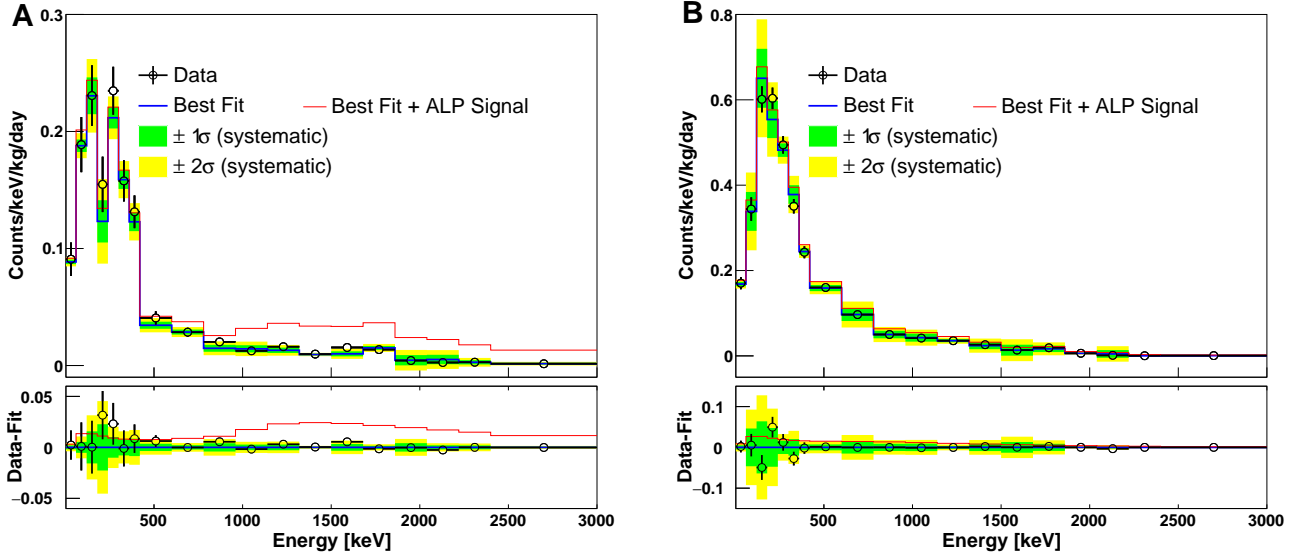 A
Counts/keV/kg/day
0.3
0.2
0.1
0
Data
Best Fit
Best Fit + ALP Signal
± 1σ (systematic)
± 2σ (systematic)
Data-Fit
0.05
0
−0.05
500 1000 1500 2000 2500 3000
Energy [keV]
B
Counts/keV/kg/day
0.8
0.6
0.4
0.2
0
Data
Best Fit
Best Fit + ALP Signal
± 1σ (systematic)
± 2σ (systematic)
Data-Fit
0.1
0
−0.1
500 1000 1500 2000 2500 3000
Energy [keV]